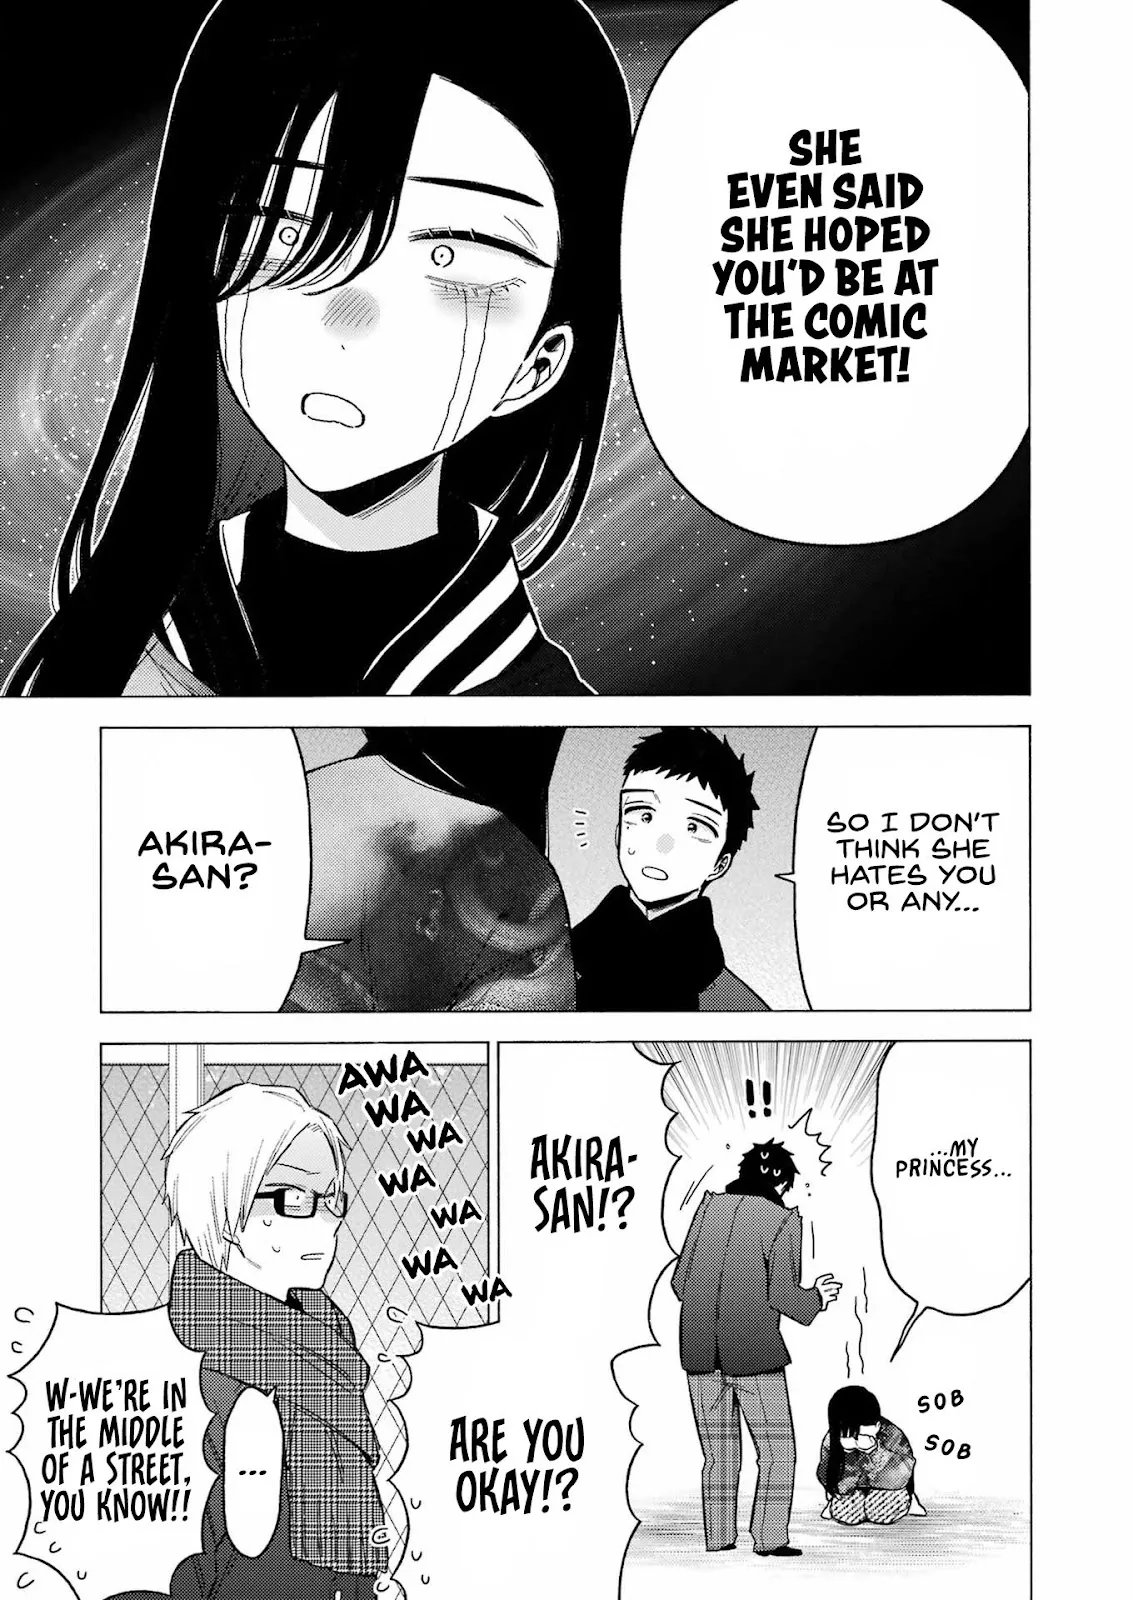 SHE
EVEN SAID
SHE HOPED
YOU'D BE AT
THE COMIC
MARKET!
SO I DON'T
THINK SHE
HATES YOU
OR ANY...
AKIRA-
SAN?
...MY
PRINCESS...
!!
SOB
SOB
AKIRA-
SAN!?
ARE YOU
OKAY!?
AWA
WA
WA
WA
WA
WA
WA
...
W-WE'RE IN
THE MIDDLE
OF A STREET,
YOU KNOW!!